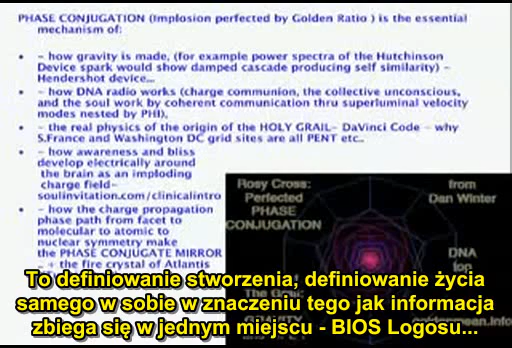 PHASE CONJUGATION (Implosion perfected by Golden Ratio ) is the essential
mechanism of:
• - how gravity is made, (for example power spectra of the Hutchinson
Device spark would show damped cascade producing self similarity) -
Hendershot device...
• - how DNA radio works (charge communion, the collective unconscious,
and the soul work by coherent communication thru superluminal velocity
modes nested by PHI),
• - the real physics of the origin of the HOLY GRAIL- DaVinci Code - why
S.France and Washington DC grid sites are all PENT etc..
• - how awareness and bliss
develop electrically around
the brain as an imploding
charge field-
soulinvitation.com/clinicalintro
• - how the charge propagation
phase path from facet to
molecular to atomic to
nuclear symmetry make
the PHASE CONJUGATE MIRROR
- + the fire crystal of Atlantis
Rosy Cross:
Perfected
PHASE
CONJUGATION
from
Dan Winter
DNA
To definiowanie stworzenia, definiowanie życia
samego w sobie w znaczeniu tego jak informacja
zbiega się w jednym miejscu - BIOS Logosu...